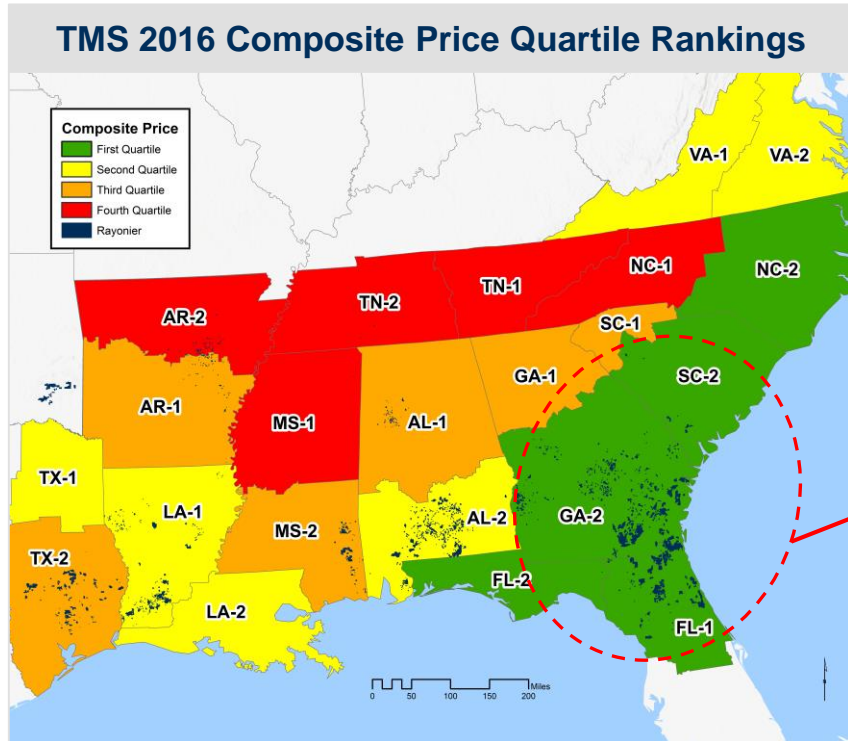 TMS 2016 Composite Price Quartile Rankings
Composite Price
First Quartile
Second Quartile
Third Quartile
Fourth Quartile
Rayonier
VA-1
VA-2
NC-1
NC-2
TN-1
TN-2
AR-2
SC-1
SC-2
GA-1
AR-1
MS-1
AL-1
TX-1
LA-1
AL-2
GA-2
MS-2
TX-2
FL-2
LA-2
FL-1
Miles
0 50 100 150 200